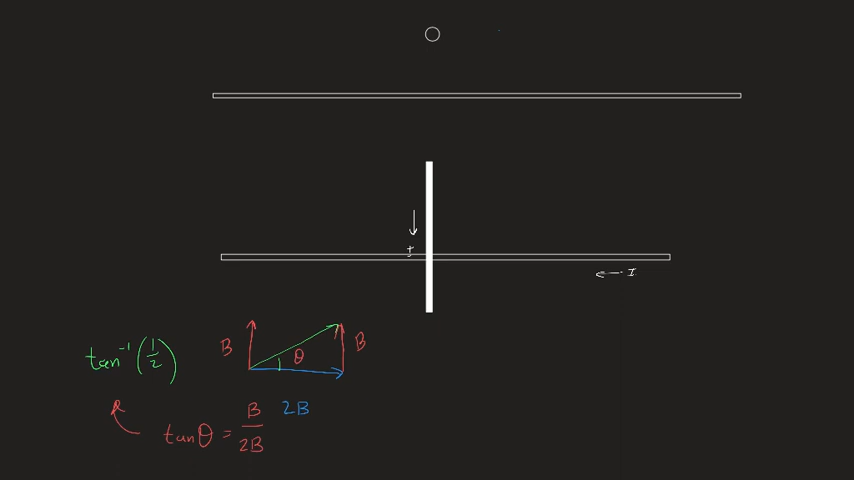 I
← I
B
θ
B
tan⁻¹(1/2)
2B
tanθ = B/2B